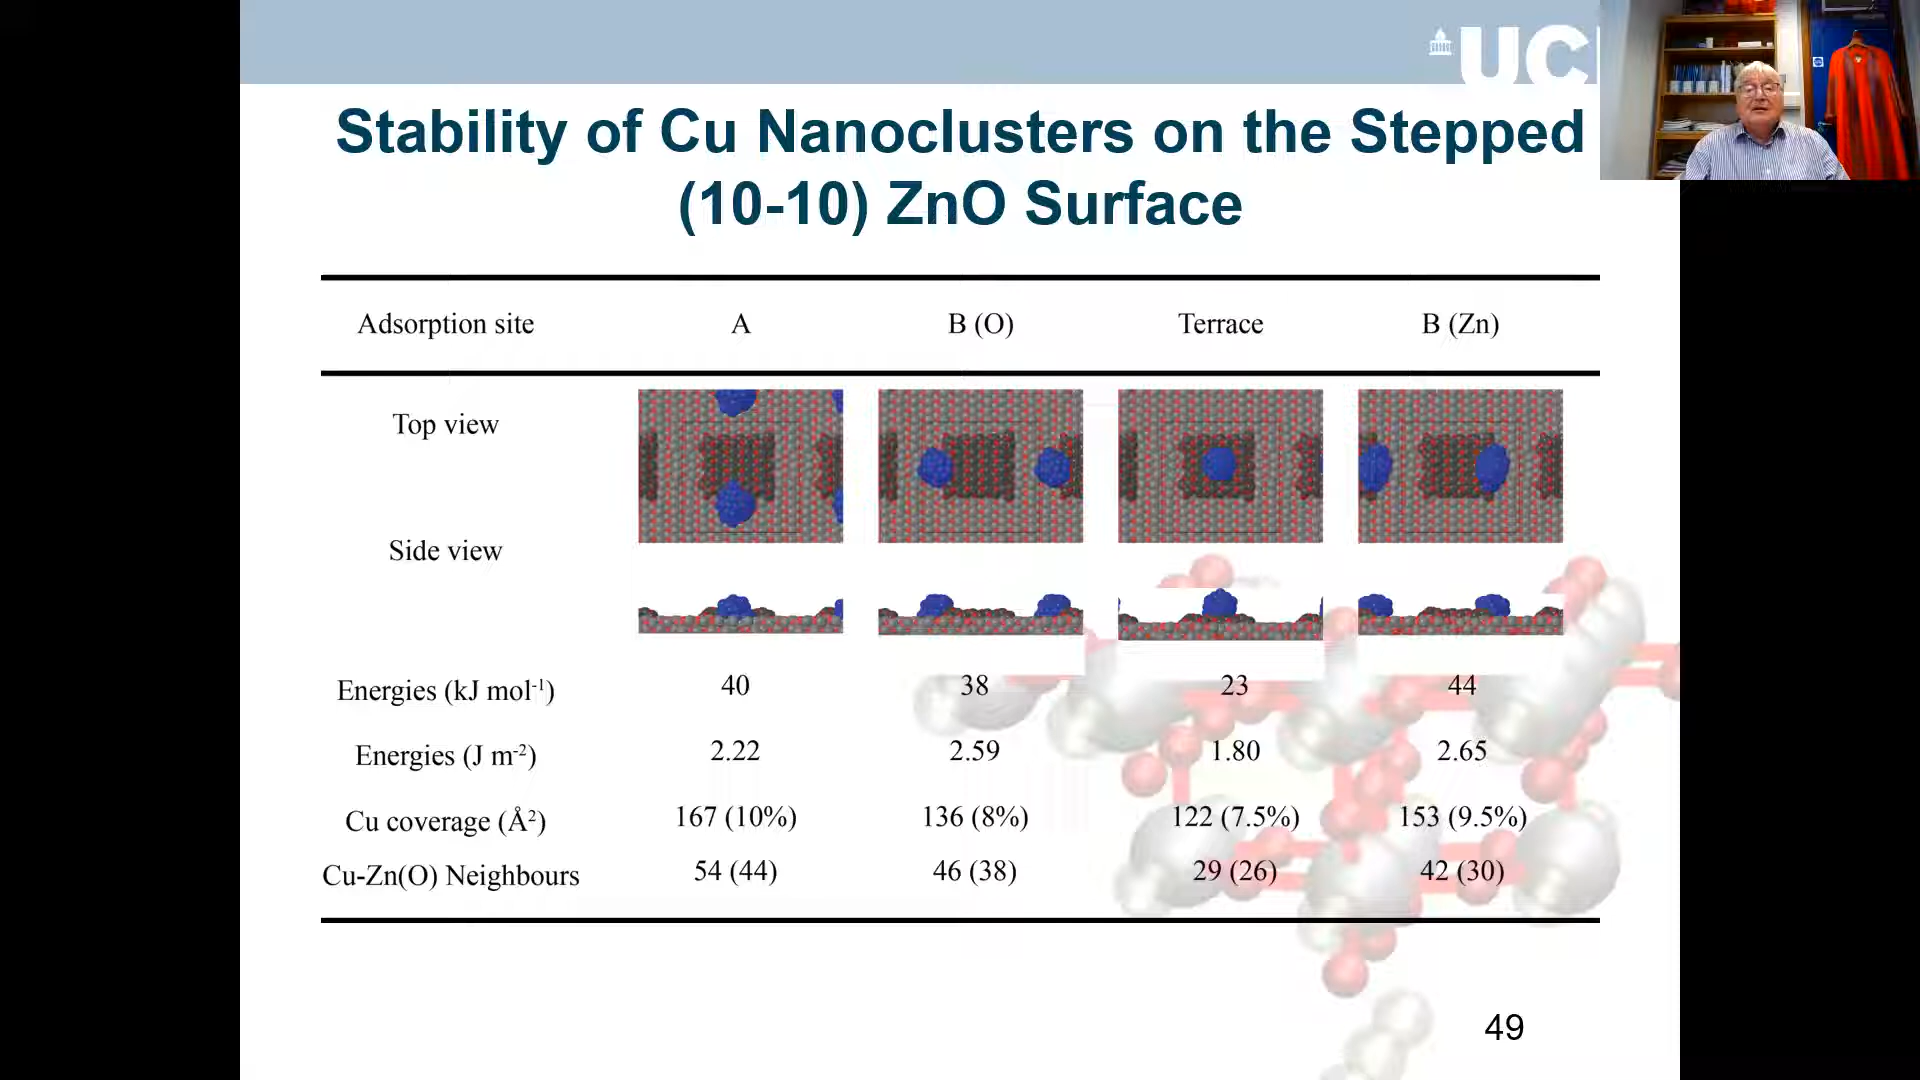 UC
Stability of Cu Nanoclusters on the Stepped
(10-10) ZnO Surface
Adsorption site A B (O) Terrace B (Zn)
Top view
Side view
Energies (kJ mol⁻¹) 40 38 23 44
Energies (J m⁻²) 2.22 2.59 1.80 2.65
Cu coverage (Å²) 167 (10%) 136 (8%) 122 (7.5%) 153 (9.5%)
Cu-Zn(O) Neighbours 54 (44) 46 (38) 29 (26) 42 (30)
49